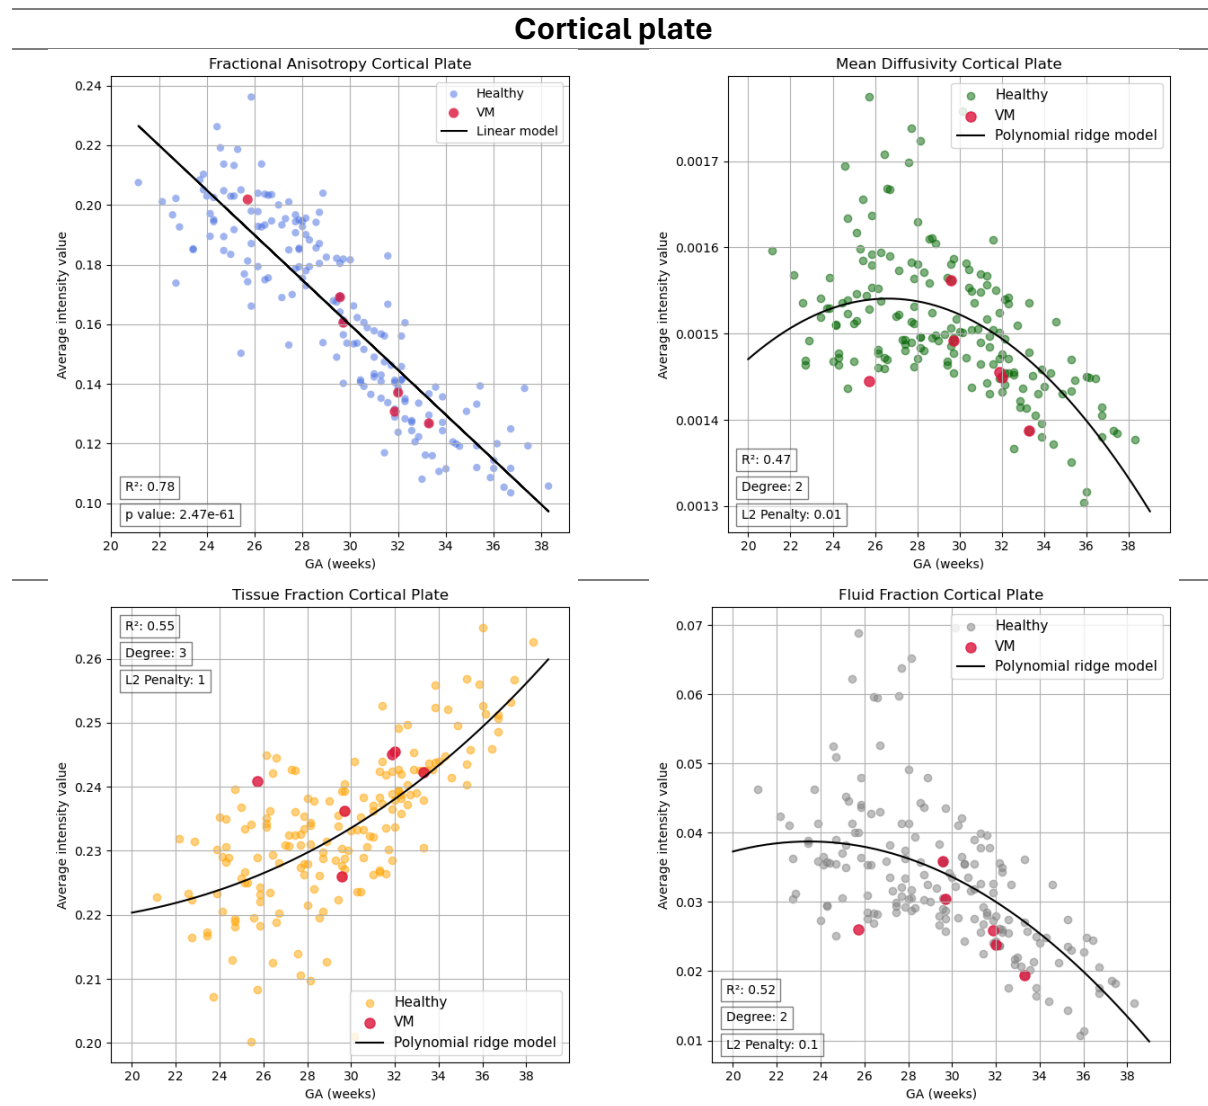 Cortical plate
Fractional Anisotropy Cortical Plate
Healthy
VM
Linear model
0.24
0.22
0.20
0.18
0.16
0.14
0.12
0.10
Average intensity value
R²: 0.78
p value: 2.47e-61
20 22 24 26 28 30 32 34 36 38
GA (weeks)
Mean Diffusivity Cortical Plate
Healthy
VM
Polynomial ridge model
0.0017
0.0016
0.0015
0.0014
0.0013
Average intensity value
R²: 0.47
Degree: 2
L2 Penalty: 0.01
20 22 24 26 28 30 32 34 36 38
GA (weeks)
Tissue Fraction Cortical Plate
R²: 0.55
Degree: 3
L2 Penalty: 1
0.26
0.25
0.24
0.23
0.22
0.21
0.20
Average intensity value
Healthy
VM
Polynomial ridge model
20 22 24 26 28 30 32 34 36 38
GA (weeks)
Fluid Fraction Cortical Plate
Healthy
VM
Polynomial ridge model
0.07
0.06
0.05
0.04
0.03
0.02
0.01
Average intensity value
R²: 0.52
Degree: 2
L2 Penalty: 0.1
20 22 24 26 28 30 32 34 36 38
GA (weeks)